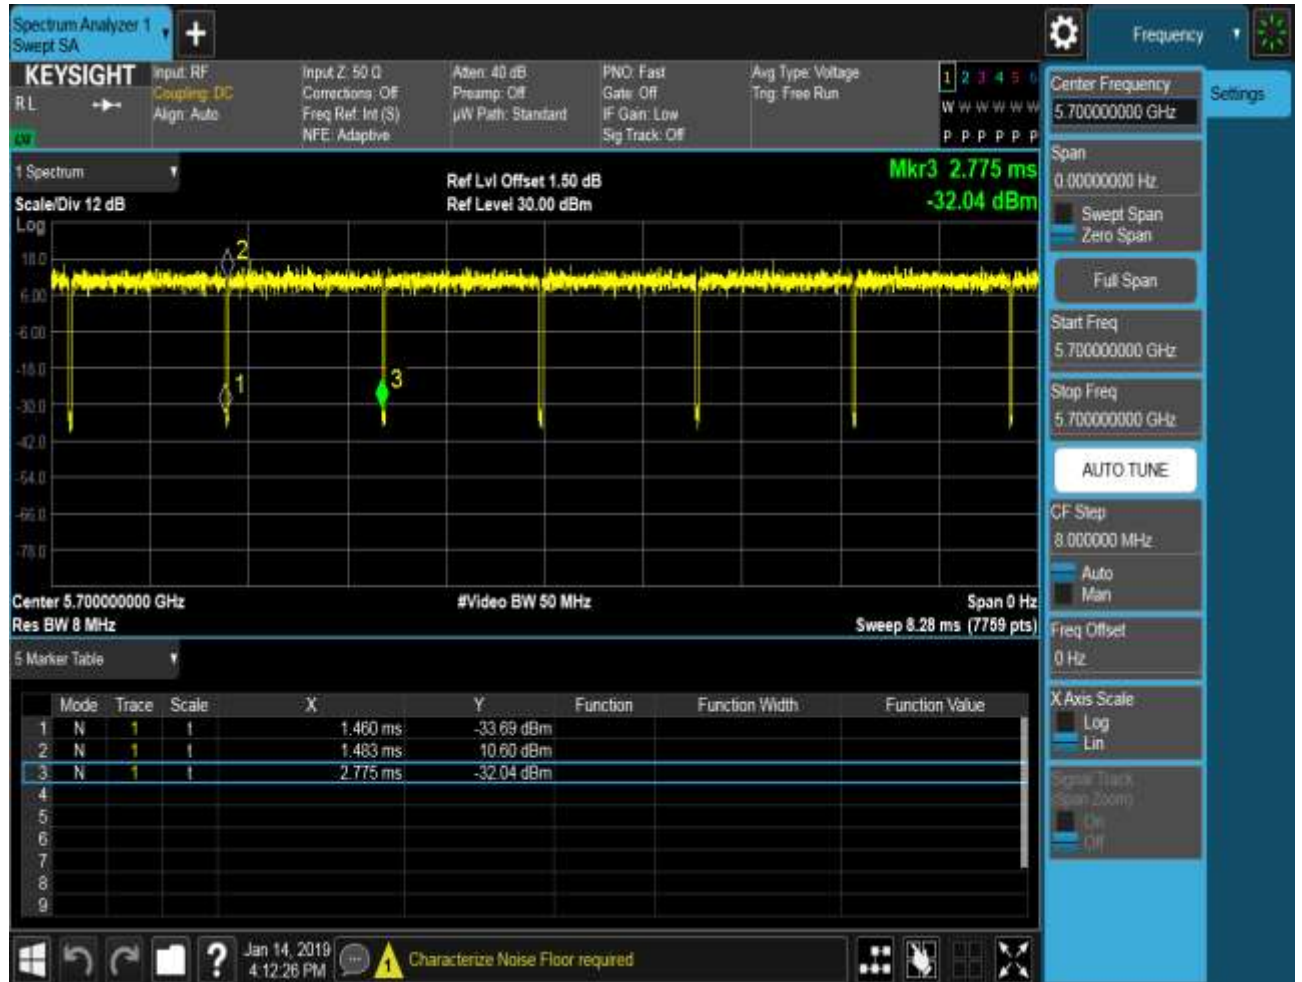 Spectrum Analyzer 1
Swept SA
+
Frequency
KEYSIGHT
RL
Input: RF
Coupling: DC
Align: Auto
Input Z: 50 Ω
Corrections: Off
Freq Ref: Int (S)
NFE: Adaptive
Atten: 40 dB
Preamp: Off
µW Path: Standard
PNO: Fast
Gate: Off
IF Gain: Low
Sig Track: Off
Avg Type: Voltage
Trig: Free Run
1 2 3 4 5 6
W W W W W W
P P P P P P
1 Spectrum
Scale/Div 12 dB
Ref Lvl Offset 1.50 dB
Ref Level 30.00 dBm
Mkr3 2.775 ms
-32.04 dBm
Log
18.0
6.00
-6.00
-18.0
-30.0
-42.0
-54.0
-66.0
-78.0
2
1
3
Center 5.700000000 GHz
#Video BW 50 MHz
Span 0 Hz
Res BW 8 MHz
Sweep 8.28 ms (7759 pts)
5 Marker Table
Mode Trace Scale X Y Function Function Width Function Value
1 N 1 t 1.460 ms -33.69 dBm
2 N 1 t 1.483 ms 10.60 dBm
3 N 1 t 2.775 ms -32.04 dBm
4
5
6
7
8
9
Center Frequency
5.700000000 GHz
Settings
Span
0.00000000 Hz
Swept Span
Zero Span
Full Span
Start Freq
5.700000000 GHz
Stop Freq
5.700000000 GHz
AUTO TUNE
CF Step
8.000000 MHz
Auto
Man
Freq Offset
0 Hz
X Axis Scale
Log
Lin
Signal Track
(Span Zoom)
On
Off
?
Jan 14, 2019
4:12:26 PM
1
Characterize Noise Floor required